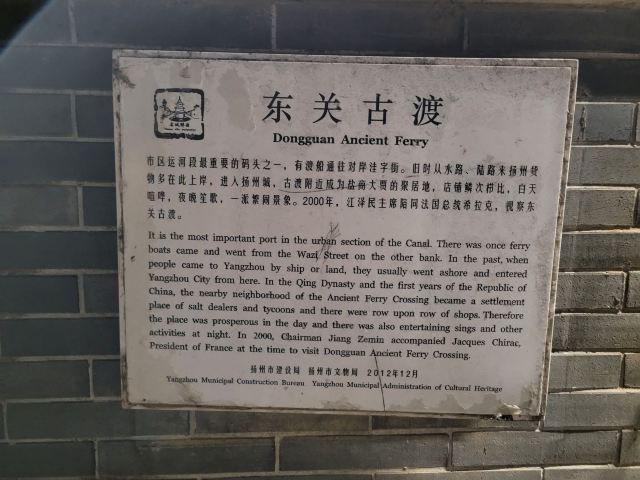 东关古渡
Dongguan Ancient Ferry
市区运河段最重要的码头之一，有渡船通往对岸洼字街。旧时从水路、陆路来扬州货
物多在此上岸，进入扬州城，古渡附近成为盐商大贾的聚居地，店铺鳞次栉比，白天
喧哗，夜晚笙歌，一派繁闹景象。2000年，江泽民主席陪同法国总统希拉克，视察东
关古渡。
It is the most important port in the urban section of the Canal. There was once ferry
boats came and went from the Wazi Street on the other bank. In the past, when
people came to Yangzhou by ship or land, they usually went ashore and entered
Yangzhou City from here. In the Qing Dynasty and the first years of the Republic of
China, the nearby neighborhood of the Ancient Ferry Crossing became a settlement
place of salt dealers and tycoons and there were row upon row of shops. Therefore
the place was prosperous in the day and there was also entertaining sings and other
activities at night. In 2000, Chairman Jiang Zemin accompanied Jacques Chirac,
President of France at the time to visit Dongguan Ancient Ferry Crossing.
扬州市建设局 扬州市文物局 2012年12月
Yangzhou Municipal Construction Bureau Yangzhou Municipal Administration of Cultural Heritage